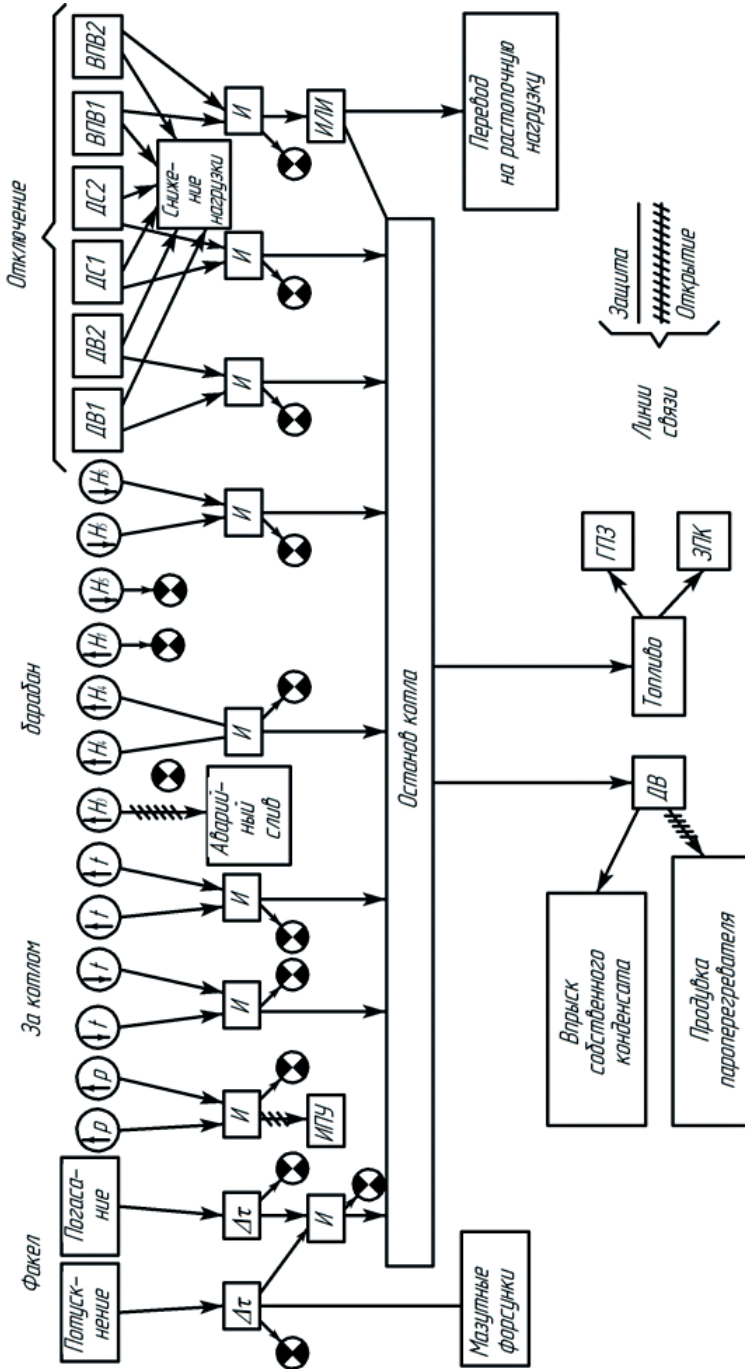 Факел
За котлом
барабан
Отключение
Потуск-
нение
Погаса-
ние
p
p
t
t
t
t
H
H
H
H
H
H
H
ДВ1
ДВ2
ДС1
ДС2
ВПВ1
ВПВ2
Сниже-
ние
нагрузки
Δτ
Δτ
И
И
И
И
И
И
И
И
И
ИПУ
Аварий-
ный
слив
ИЛИ
Останов котла
Мазутные
форсунки
Перевод
на растопочную
нагрузку
ДВ
Топливо
Впрыск
собственного
конденсата
Продувка
пароперегревателя
ГПЗ
ЗПК
Линии
связи
Защита
Открытие